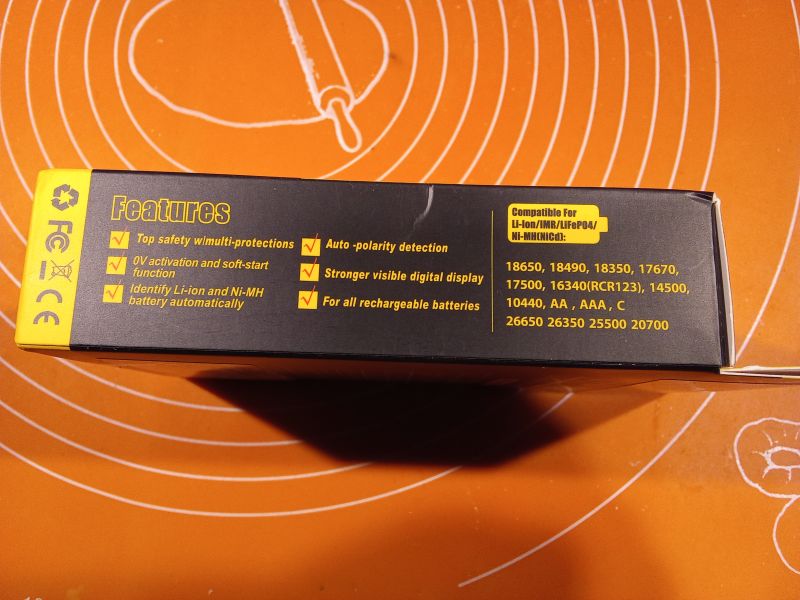 Features
Top safety w/multi-protections
0V activation and soft-start
function
Identify Li-ion and Ni-MH
battery automatically
Auto -polarity detection
Stronger visible digital display
For all rechargeable batteries
Compatible For
Li-ion/IMR/LiFePO4/
Ni-MH(NiCd):
18650, 18490, 18350, 17670,
17500, 16340(RCR123), 14500,
10440, AA , AAA , C
26650 26350 25500 20700
FC
CE